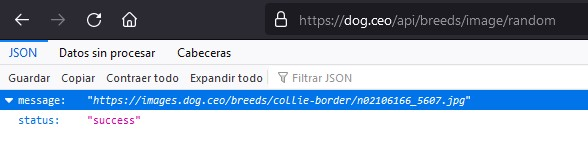 https://dog.ceo/api/breeds/image/random
JSON Datos sin procesar Cabeceras
Guardar Copiar Contraer todo Expandir todo Filtrar JSON
message: "https://images.dog.ceo/breeds/collie-border/n02106166_5607.jpg"
status: "success"